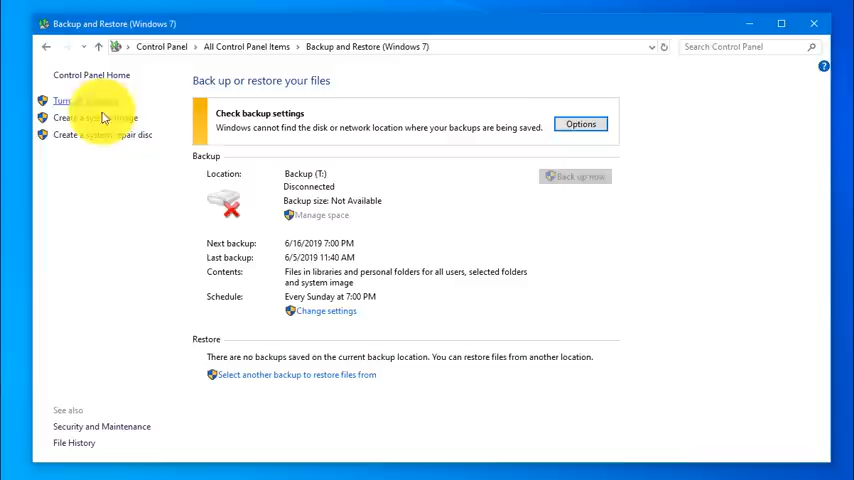 Backup and Restore (Windows 7)
Control Panel
All Control Panel Items
Backup and Restore (Windows 7)
Search Control Panel
Control Panel Home
Turn
Create a system image
Create a system repair disc
See also
Security and Maintenance
File History
Back up or restore your files
Check backup settings
Windows cannot find the disk or network location where your backups are being saved.
Options
Backup
Location:
Backup (T:)
Disconnected
Backup size: Not Available
Manage space
Back up now
Next backup:
6/16/2019 7:00 PM
Last backup:
6/5/2019 11:40 AM
Contents:
Files in libraries and personal folders for all users, selected folders
and system image
Schedule:
Every Sunday at 7:00 PM
Change settings
Restore
There are no backups saved on the current backup location. You can restore files from another location.
Select another backup to restore files from